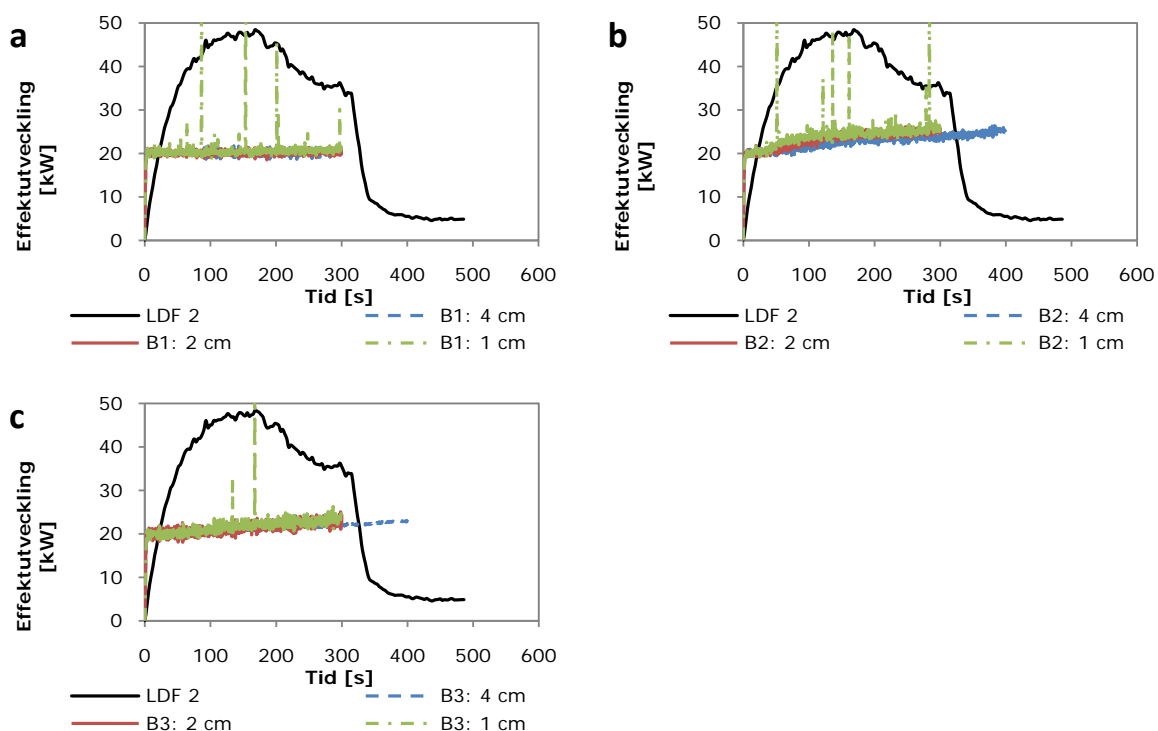 a
Effektutveckling
[kW]
50
40
30
20
10
0
0 100 200 300 400 500 600
Tid [s]
LDF 2
B1: 4 cm
B1: 2 cm
B1: 1 cm
b
Effektutveckling
[kW]
50
40
30
20
10
0
0 100 200 300 400 500 600
Tid [s]
LDF 2
B2: 4 cm
B2: 2 cm
B2: 1 cm
c
Effektutveckling
[kW]
50
40
30
20
10
0
0 100 200 300 400 500 600
Tid [s]
LDF 2
B3: 4 cm
B3: 2 cm
B3: 1 cm